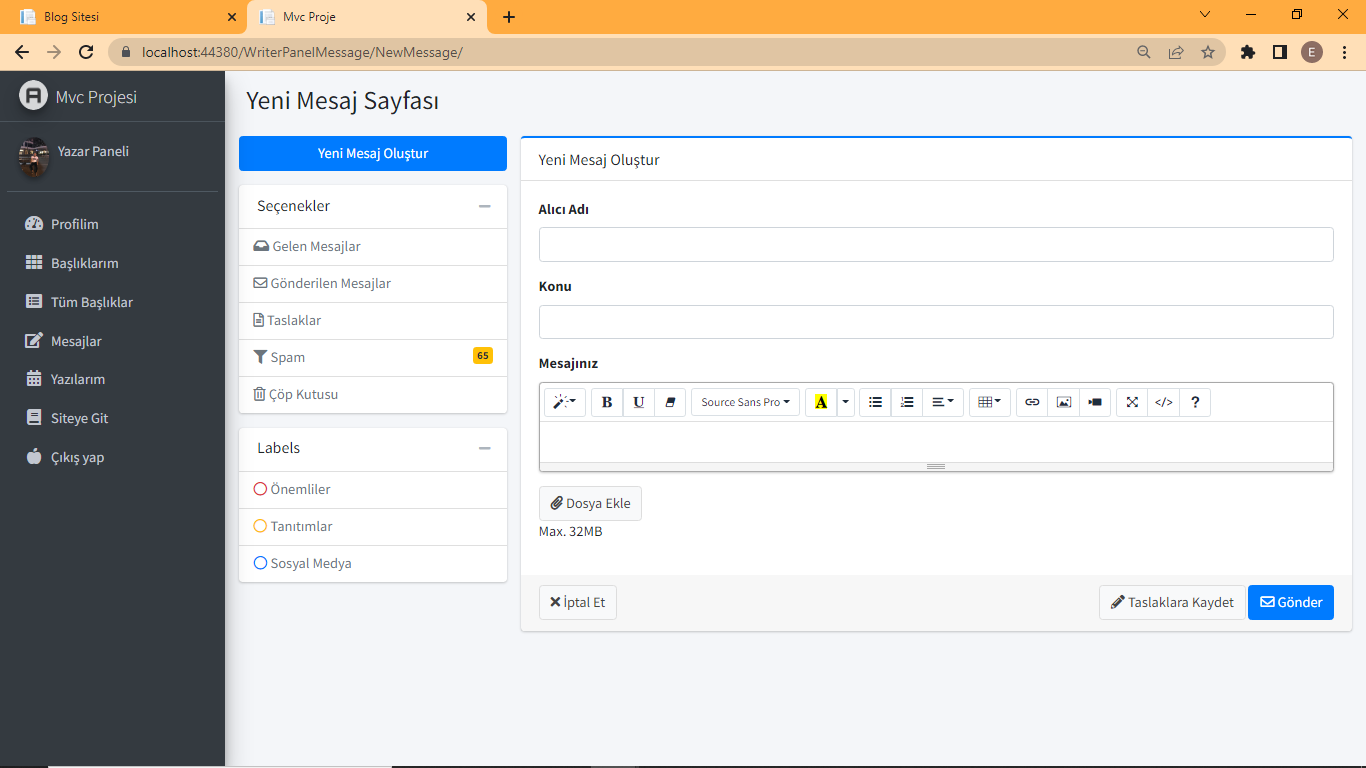 Blog Sitesi
Mvc Proje
localhost:44380/WriterPanelMessage/NewMessage/
E
Mvc Projesi
Yazar Paneli
Profilim
Başlıklarım
Tüm Başlıklar
Mesajlar
Yazılarım
Siteye Git
Çıkış yap
Yeni Mesaj Sayfası
Yeni Mesaj Oluştur
Seçenekler
Gelen Mesajlar
Gönderilen Mesajlar
Taslaklar
Spam 65
Çöp Kutusu
Labels
Önemliler
Tanıtımlar
Sosyal Medya
Yeni Mesaj Oluştur
Alıcı Adı
Konu
Mesajınız
B U Source Sans Pro A </> ?
Dosya Ekle
Max. 32MB
İptal Et
Taslaklara Kaydet
Gönder